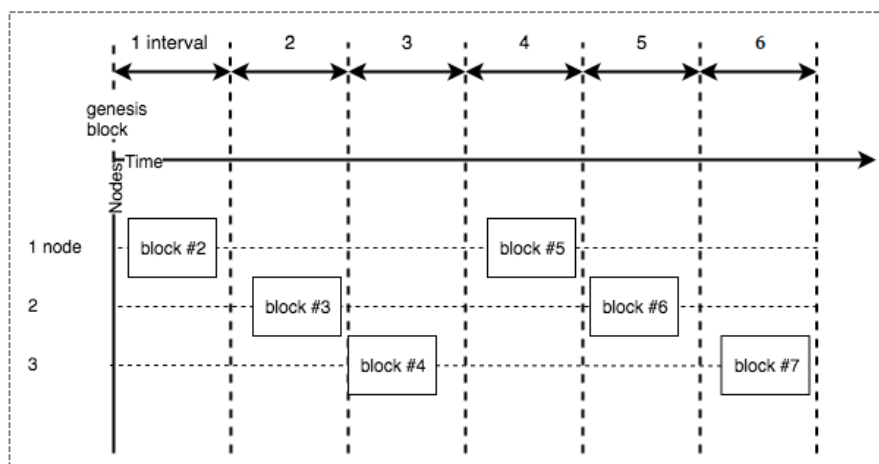 1 interval 2 3 4 5 6
genesis
block
Time
Nodes
1 node block #2 block #5
2 block #3 block #6
3 block #4 block #7